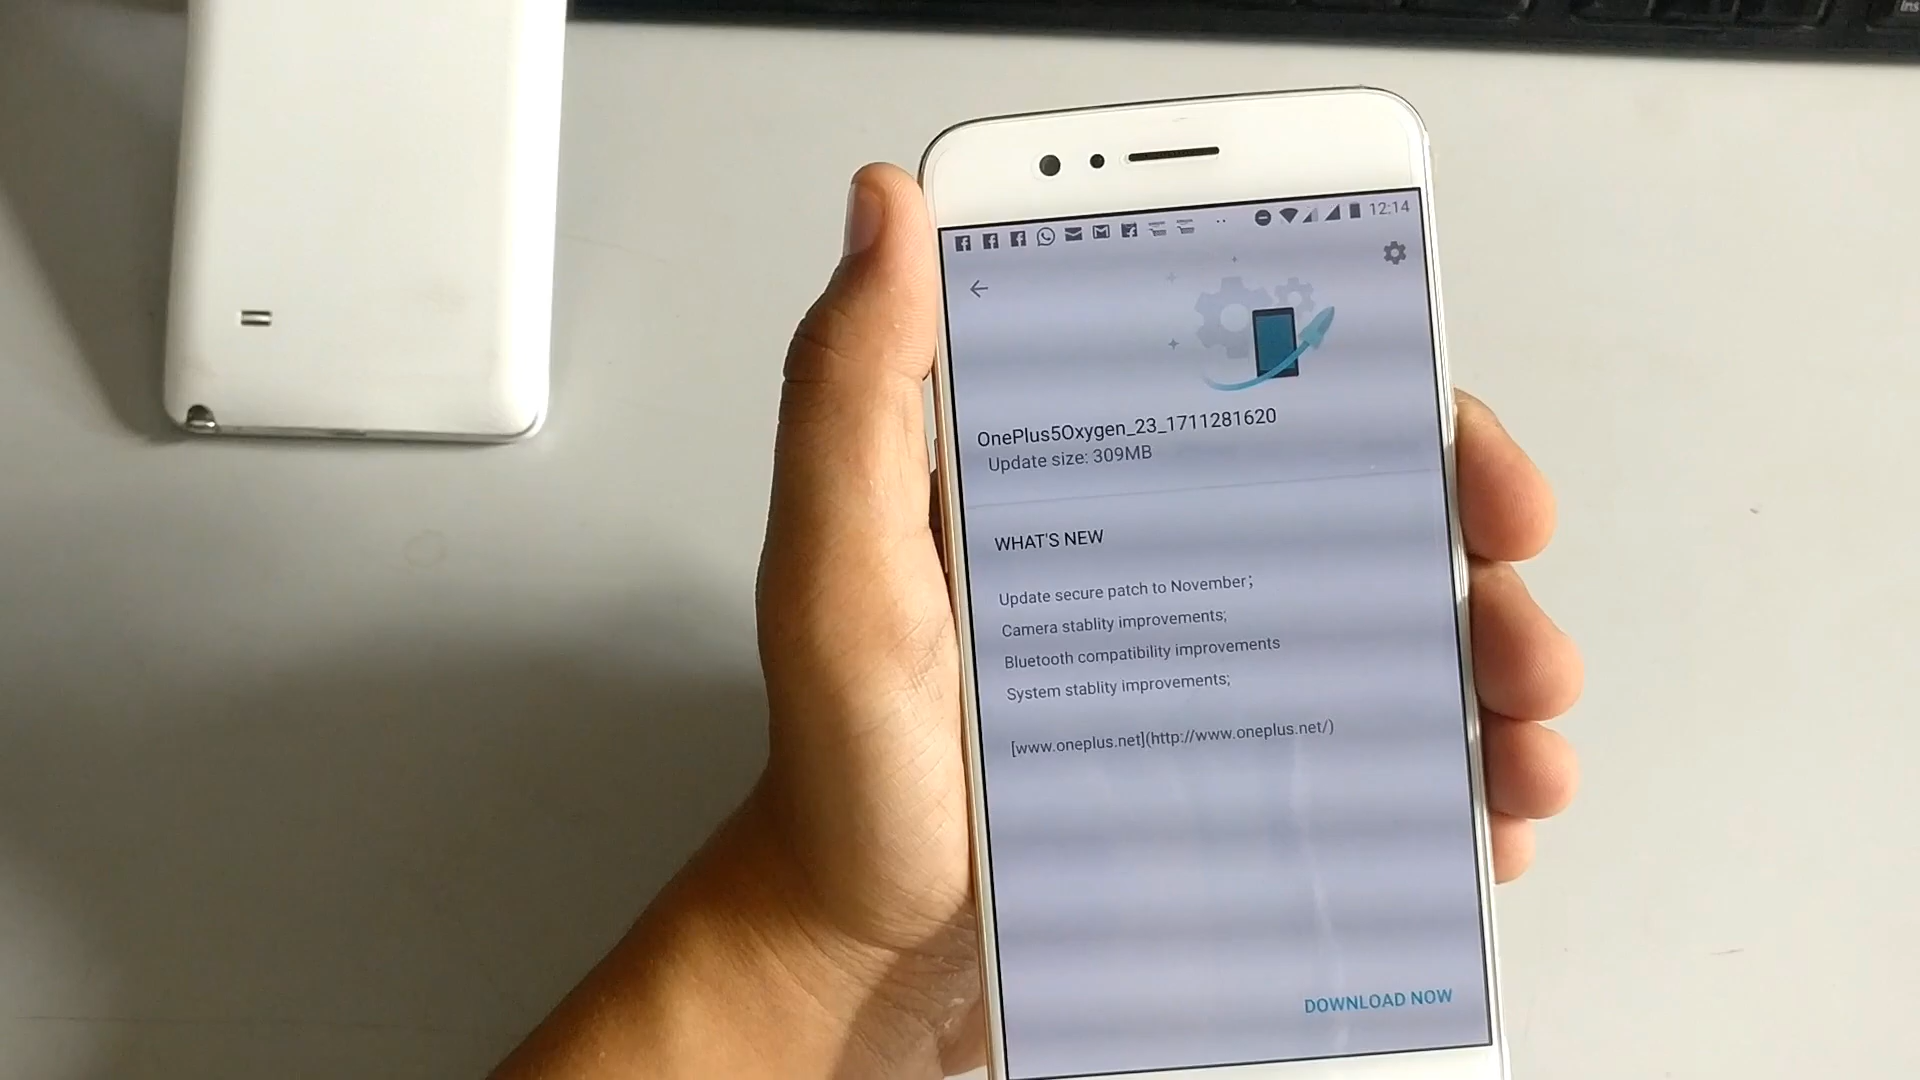 Ins
12:14
OnePlus5Oxygen_23_1711281620
Update size: 309MB
WHAT'S NEW
Update secure patch to November;
Camera stablity improvements;
Bluetooth compatibility improvements
System stablity improvements;
[www.oneplus.net](http://www.oneplus.net/)
DOWNLOAD NOW